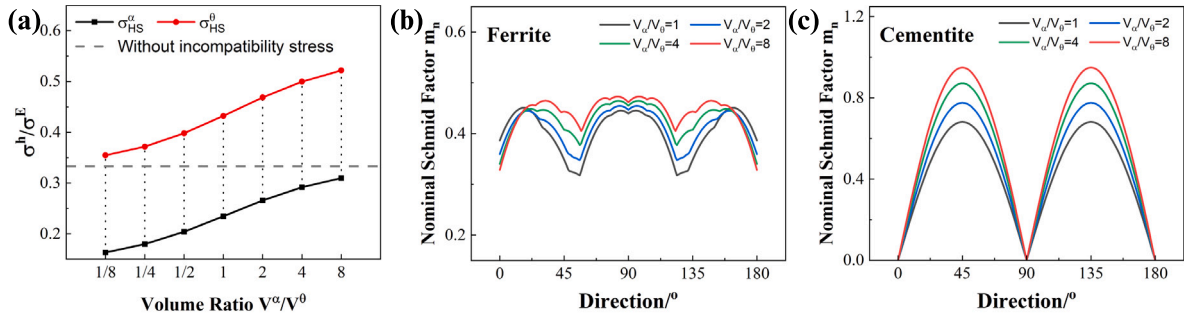 (a)
σ^α_HS
σ^θ_HS
Without incompatibility stress
0.6
0.5
0.4
0.3
0.2
σ^h/σ^E
1/8 1/4 1/2 1 2 4 8
Volume Ratio V^α/V^θ
(b)
Ferrite
V_α/V_θ=1
V_α/V_θ=2
V_α/V_θ=4
V_α/V_θ=8
0.6
0.4
0.2
Nominal Schmid Factor m_n
0 45 90 135 180
Direction/°
(c)
Cementite
V_α/V_θ=1
V_α/V_θ=2
V_α/V_θ=4
V_α/V_θ=8
1.2
0.8
0.4
0.0
Nominal Schmid Factor m_n
0 45 90 135 180
Direction/°